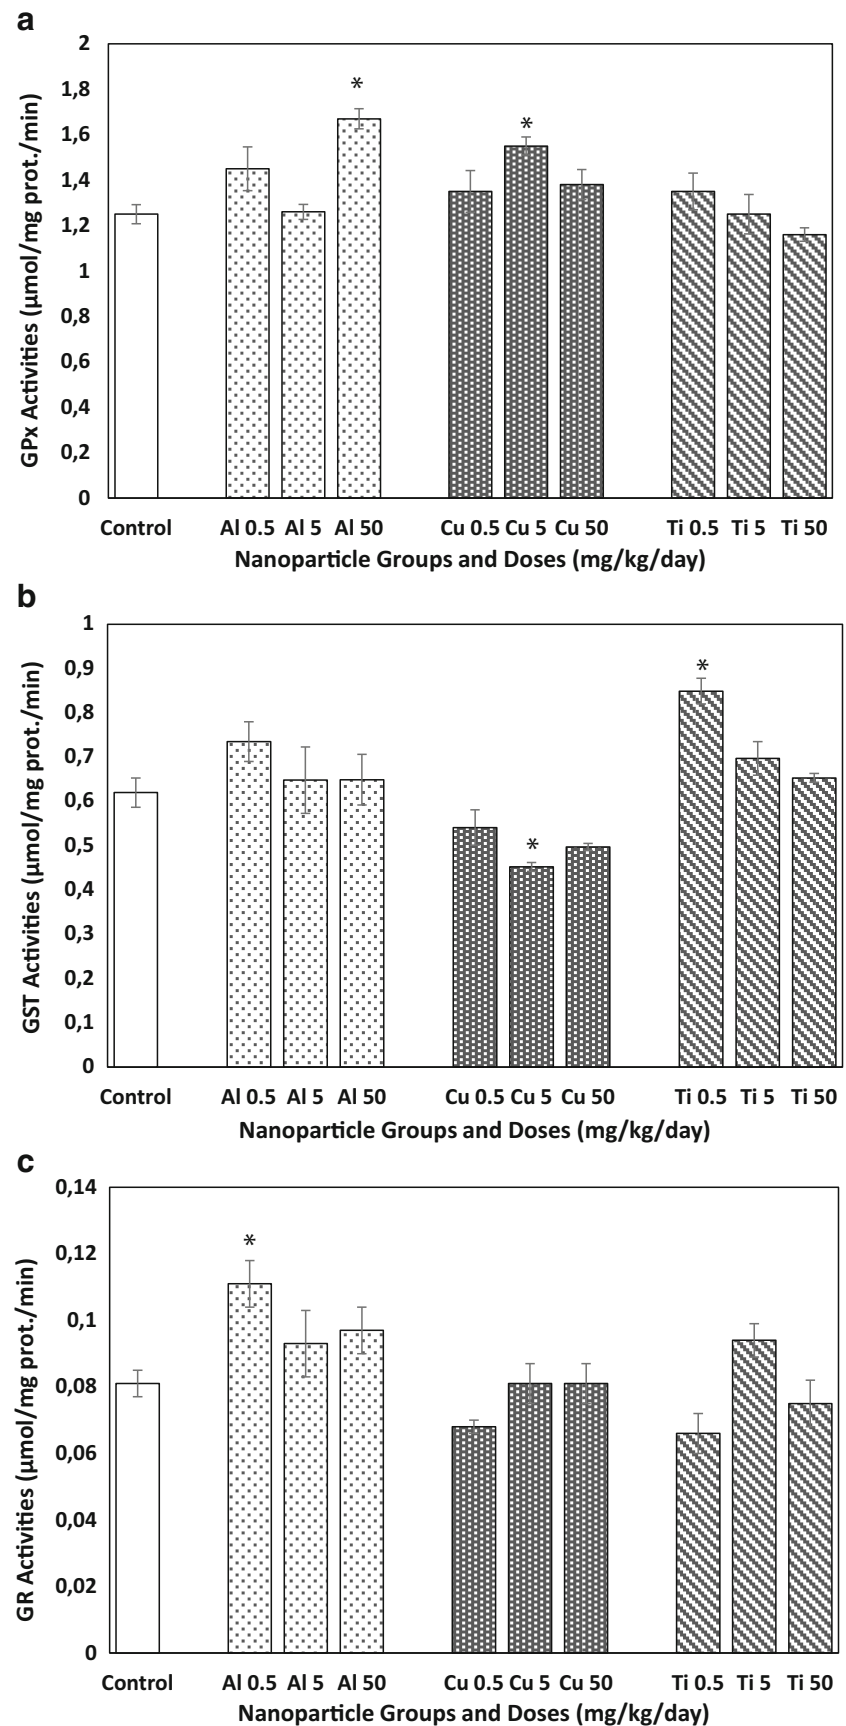 a
GPx Activities (µmol/mg prot./min)
2
1,8
1,6
1,4
1,2
1
0,8
0,6
0,4
0,2
0
*
*
Control Al 0.5 Al 5 Al 50 Cu 0.5 Cu 5 Cu 50 Ti 0.5 Ti 5 Ti 50
Nanoparticle Groups and Doses (mg/kg/day)
b
GST Activities (µmol/mg prot./min)
1
0,9
0,8
0,7
0,6
0,5
0,4
0,3
0,2
0,1
0
*
*
Control Al 0.5 Al 5 Al 50 Cu 0.5 Cu 5 Cu 50 Ti 0.5 Ti 5 Ti 50
Nanoparticle Groups and Doses (mg/kg/day)
c
GR Activities (µmol/mg prot./min)
0,14
0,12
0,1
0,08
0,06
0,04
0,02
0
*
Control Al 0.5 Al 5 Al 50 Cu 0.5 Cu 5 Cu 50 Ti 0.5 Ti 5 Ti 50
Nanoparticle Groups and Doses (mg/kg/day)